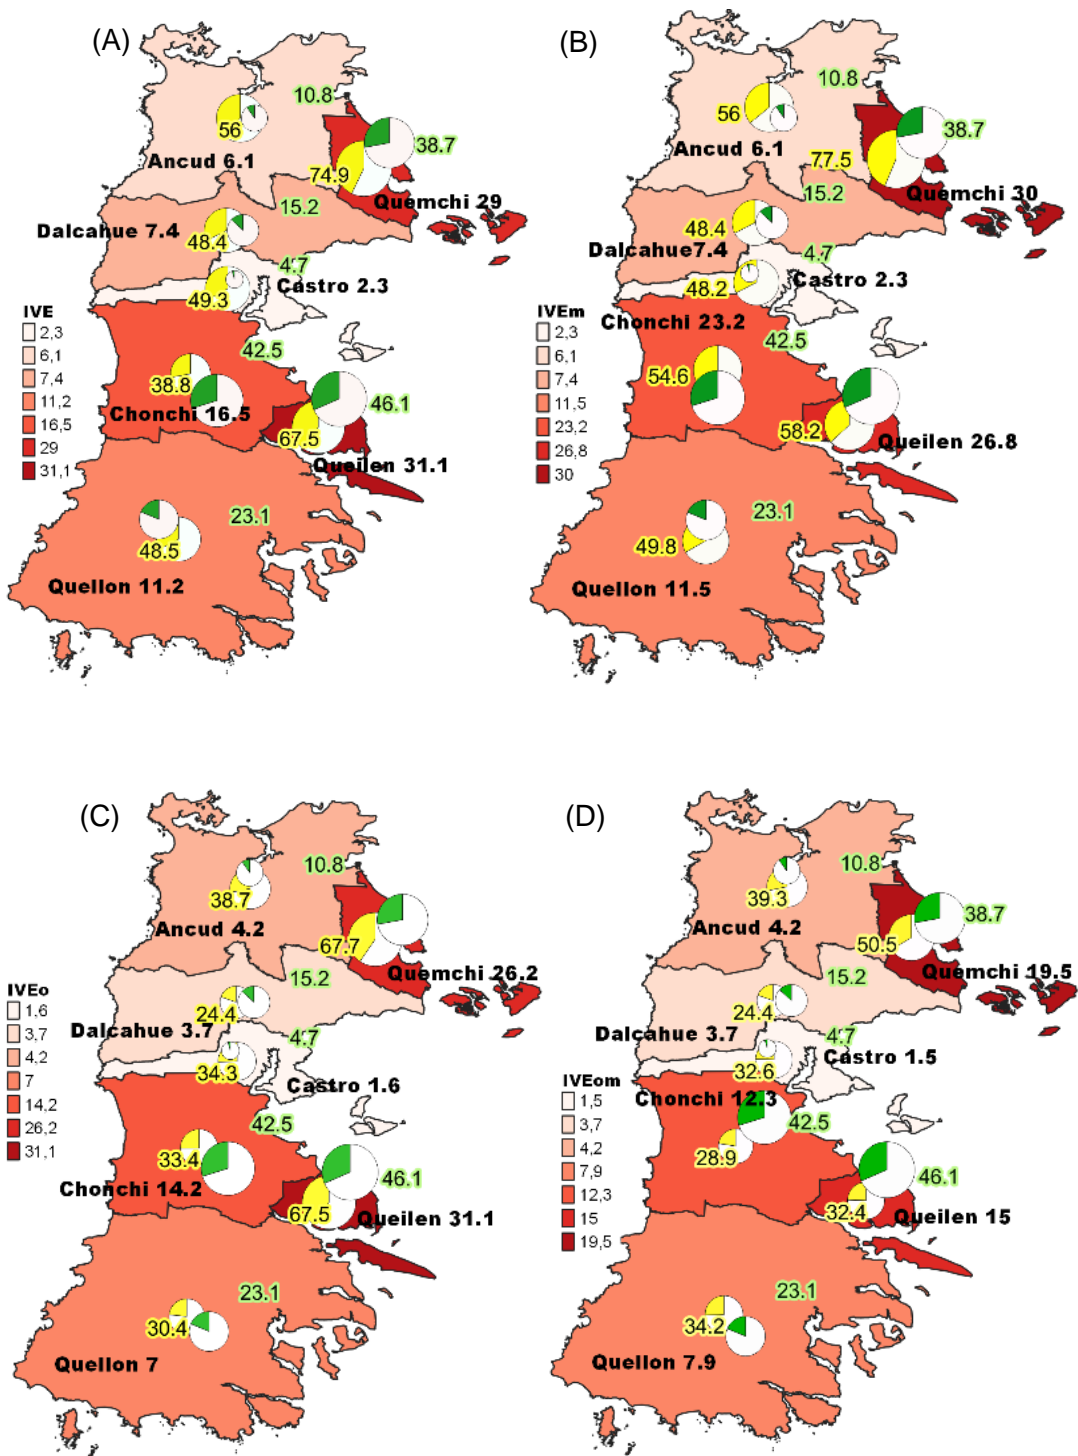 (A)
10.8
56
38.7
Ancud 6.1
74.9
Quemchi 29
15.2
Dalcahue 7.4
48.4
4.7
Castro 2.3
49.3
IVE
2,3
6,1
7,4
11,2
16,5
29
31,1
42.5
38.8
Chonchi 16.5
46.1
67.5
Queilen 31.1
23.1
48.5
Quellon 11.2
(B)
10.8
56
38.7
Ancud 6.1
77.5
Quemchi 30
15.2
48.4
Dalcahue7.4
4.7
Castro 2.3
48.2
IVEm
2,3
6,1
7,4
11,5
23,2
26,8
30
Chonchi 23.2
42.5
54.6
58.2
Queilen 26.8
23.1
49.8
Quellon 11.5
(C)
10.8
38.7
Ancud 4.2
67.7
Quemchi 26.2
15.2
IVEo
1,6
3,7
4,2
7
14,2
26,2
31,1
24.4
Dalcahue 3.7
4.7
34.3
Castro 1.6
42.5
33.4
Chonchi 14.2
46.1
67.5
Queilen 31.1
23.1
30.4
Quellon 7
(D)
10.8
39.3
38.7
Ancud 4.2
50.5
Quemchi 19.5
15.2
24.4
Dalcahue 3.7
4.7
Castro 1.5
32.6
IVEom
1,5
3,7
4,2
7,9
12,3
15
19,5
Chonchi 12.3
42.5
28.9
46.1
32.4
Queilen 15
23.1
34.2
Quellon 7.9